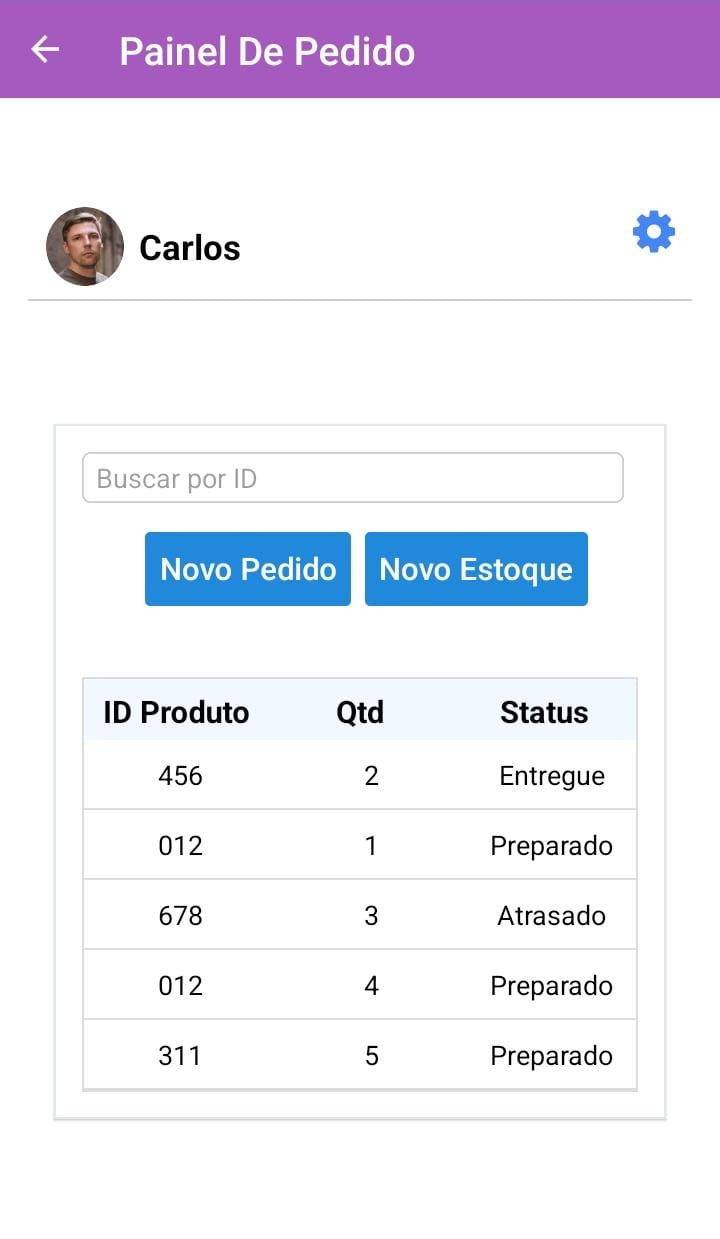 Painel De Pedido
Carlos
Buscar por ID
Novo Pedido Novo Estoque
ID Produto Qtd Status
456 2 Entregue
012 1 Preparado
678 3 Atrasado
012 4 Preparado
311 5 Preparado